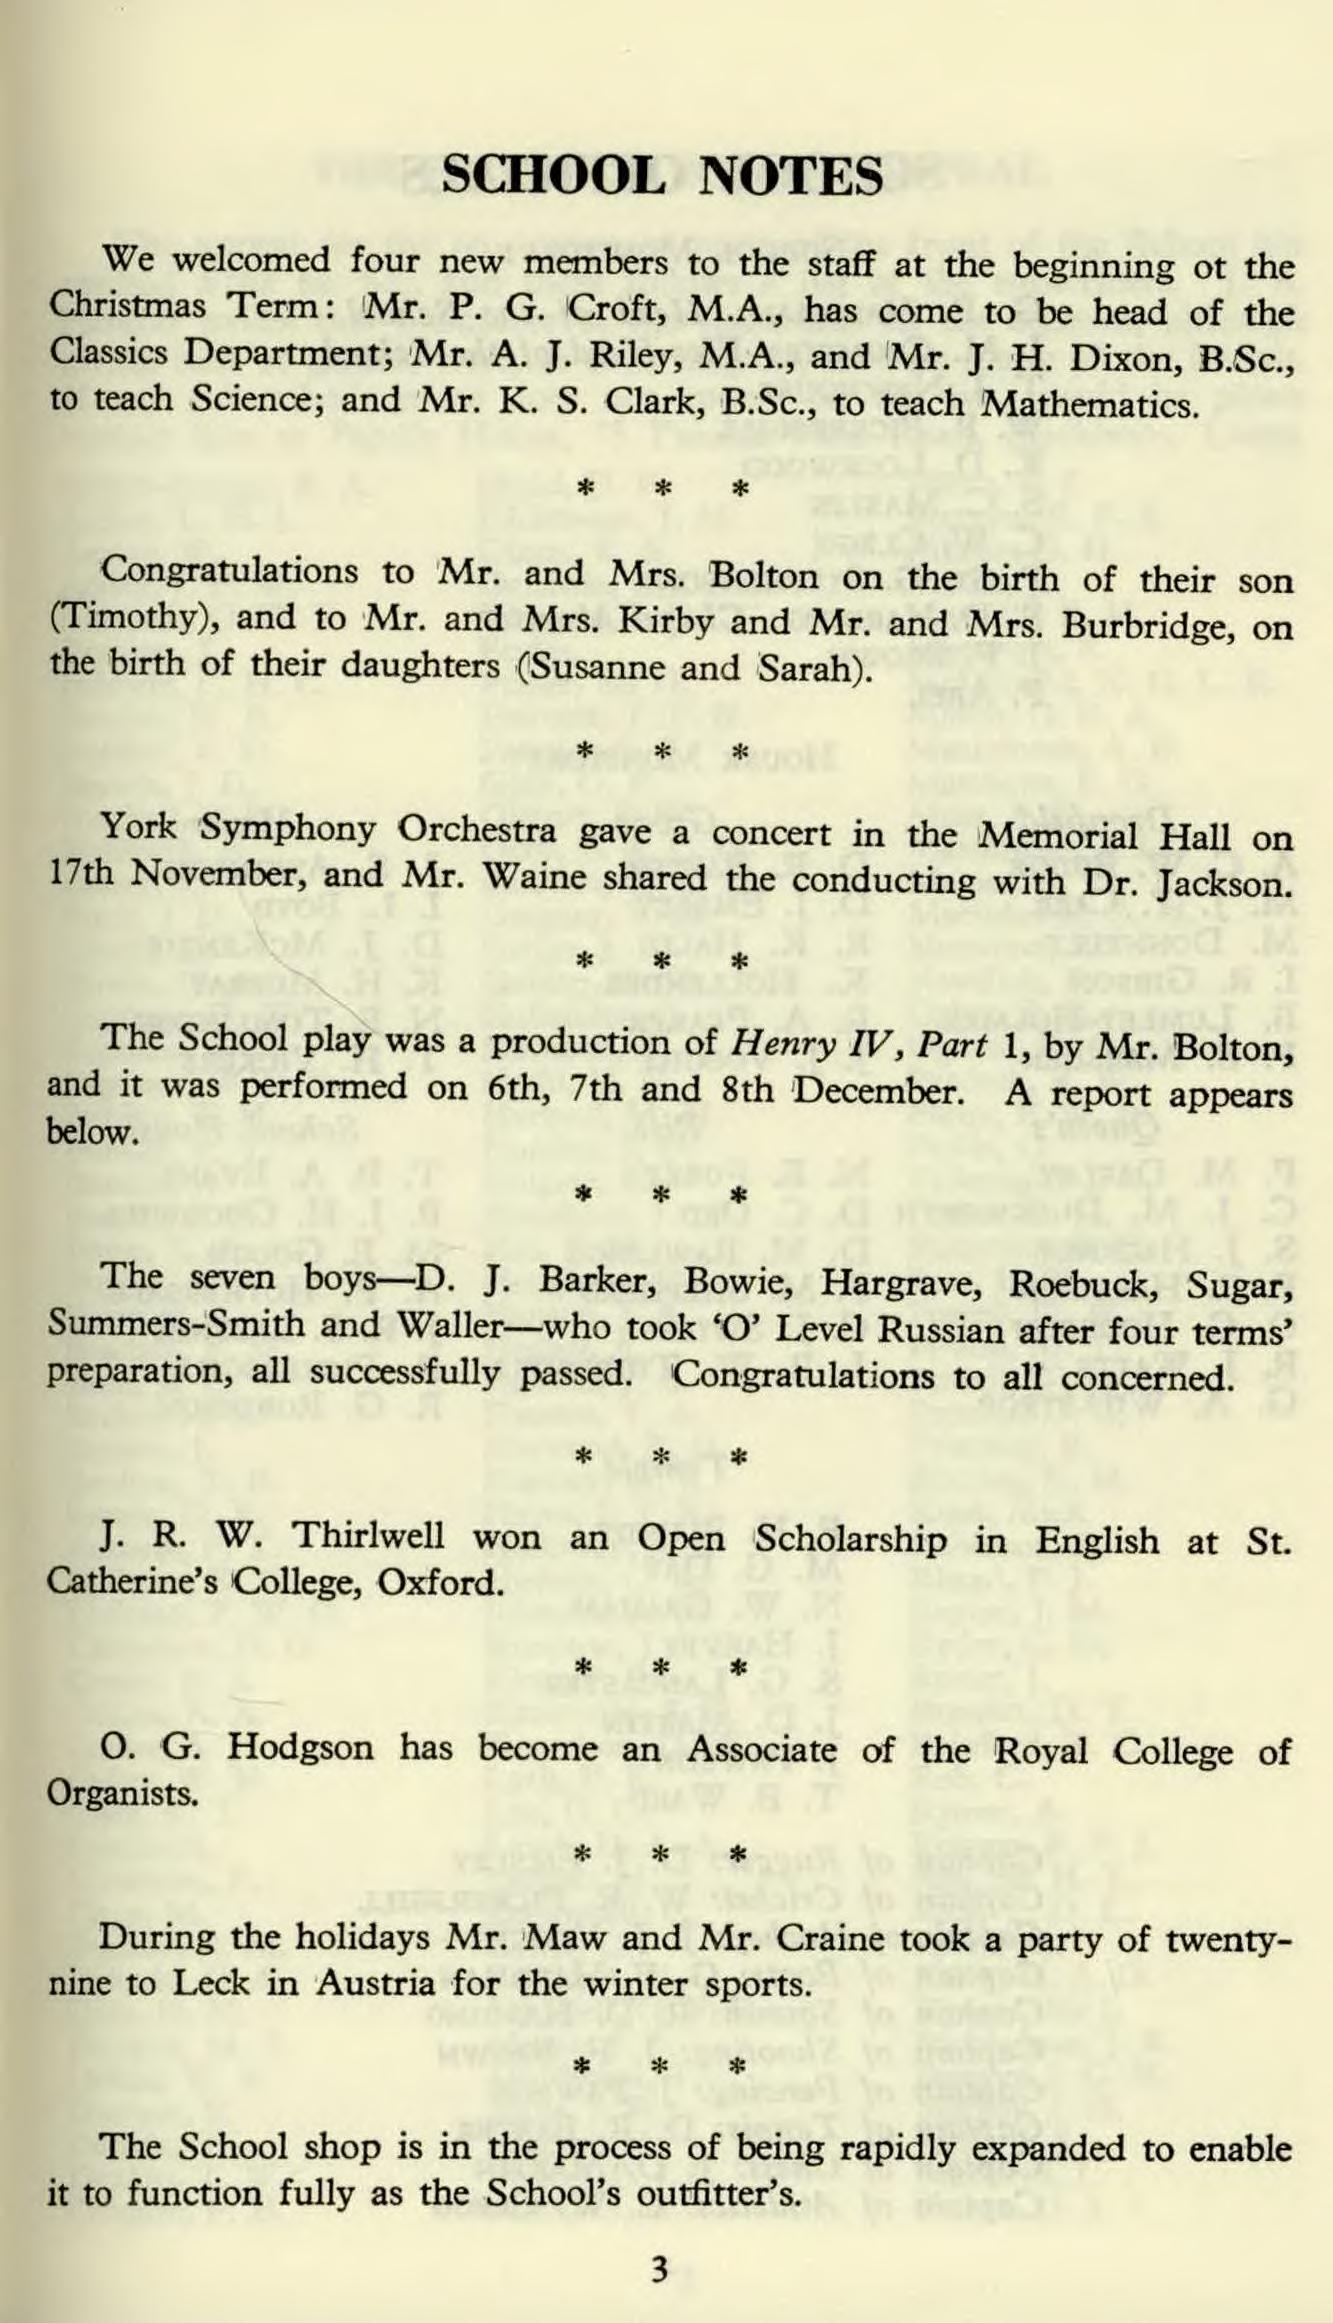 SCHOOL NOTES
We welcomed four new members to the staff at the beginning ot the
Christmas Term: Mr. P. G. Croft, M.A., has come to be head of the
Classics Department; Mr. A. J. Riley, M.A., and Mr. J. H. Dixon, B.Sc.,
to teach Science; and Mr. K. S. Clark, B.Sc., to teach Mathematics.
* * *
Congratulations to Mr. and Mrs. Bolton on the birth of their son
(Timothy), and to Mr. and Mrs. Kirby and Mr. and Mrs. Burbridge, on
the birth of their daughters (Susanne and Sarah).
* * *
York Symphony Orchestra gave a concert in the Memorial Hall on
17th November, and Mr. Waine shared the conducting with Dr. Jackson.
* * *
The School play was a production of Henry IV, Part 1, by Mr. Bolton,
and it was performed on 6th, 7th and 8th December. A report appears
below.
* * *
The seven boys—D. J. Barker, Bowie, Hargrave, Roebuck, Sugar,
Summers-Smith and Waller—who took ‘O’ Level Russian after four terms’
preparation, all successfully passed. Congratulations to all concerned.
* * *
J. R. W. Thirlwell won an Open Scholarship in English at St.
Catherine's College, Oxford.
* * *
O. G. Hodgson has become an Associate of the Royal College of
Organists.
* * *
During the holidays Mr. Maw and Mr. Craine took a party of twenty-
nine to Leck in Austria for the winter sports.
* * *
The School shop is in the process of being rapidly expanded to enable
it to function fully as the School's outfitter's.
3